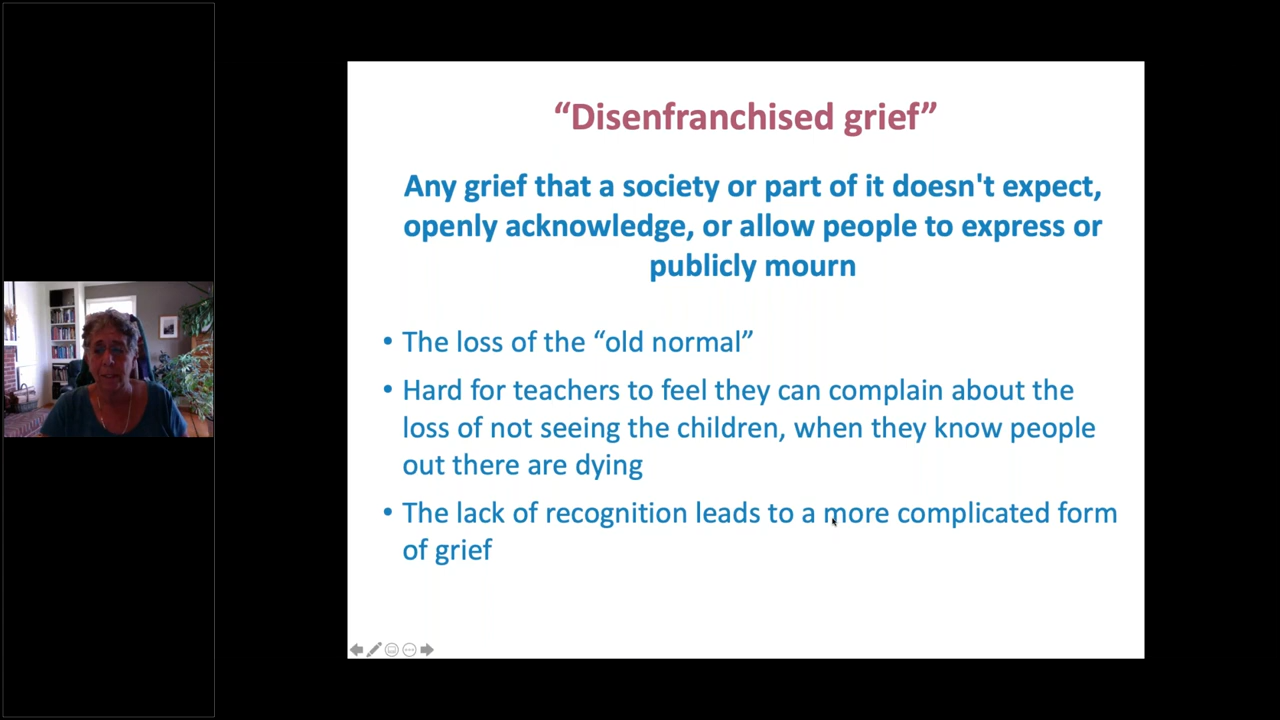 “Disenfranchised grief”
Any grief that a society or part of it doesn't expect,
openly acknowledge, or allow people to express or
publicly mourn
• The loss of the “old normal”
• Hard for teachers to feel they can complain about the
loss of not seeing the children, when they know people
out there are dying
• The lack of recognition leads to a more complicated form
of grief